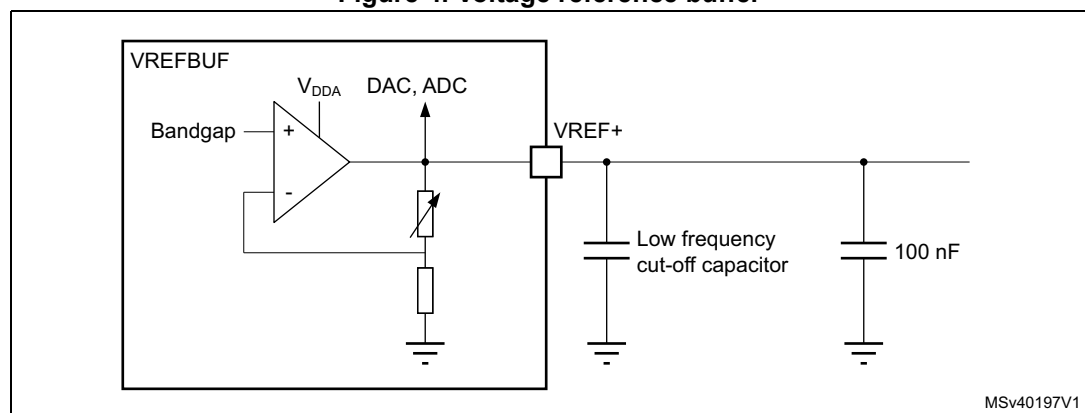 Figure 4. Voltage reference buffer
VREFBUF
VDDA
DAC, ADC
Bandgap
+
-
VREF+
Low frequency
cut-off capacitor
100 nF
MSv40197V1